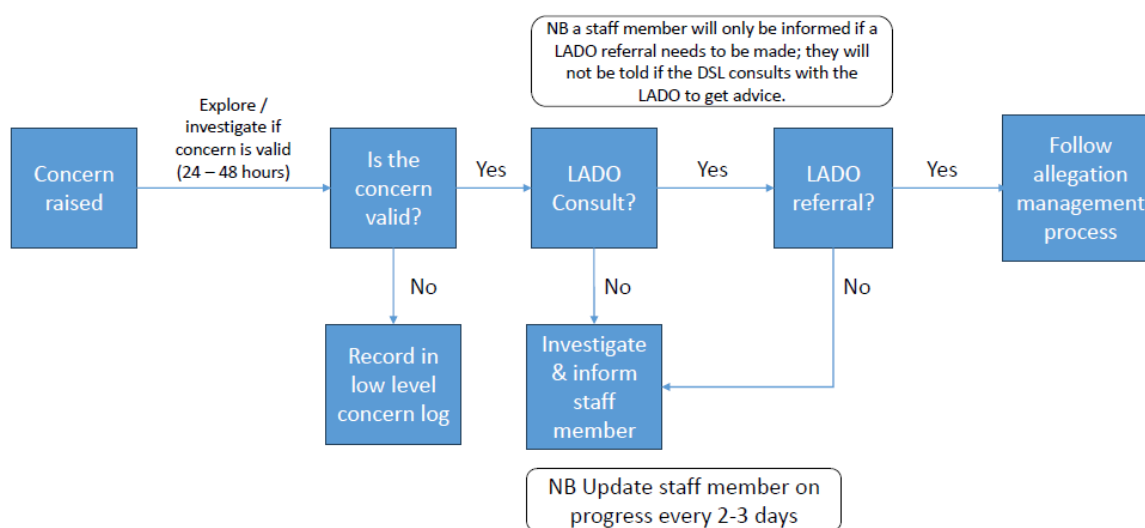 NB a staff member will only be informed if a
LADO referral needs to be made; they will
not be told if the DSL consults with the
LADO to get advice.
Concern
raised
Explore /
investigate if
concern is valid
(24 – 48 hours)
Is the
concern
valid?
Yes
LADO
Consult?
Yes
LADO
referral?
Yes
Follow
allegation
management
process
No
No
No
Record in
low level
concern log
Investigate
& inform
staff
member
NB Update staff member on
progress every 2-3 days